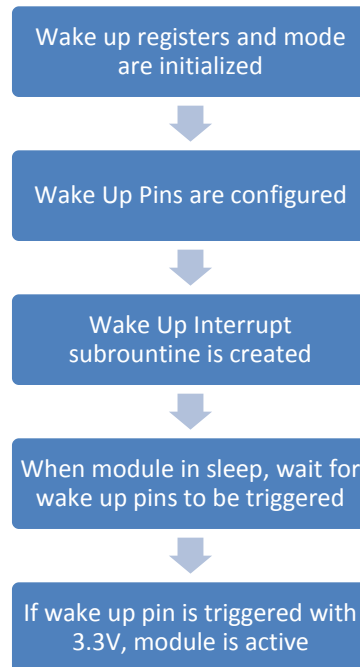 Wake up registers and mode
are initialized
Wake Up Pins are configured
Wake Up Interrupt
subrountine is created
When module in sleep, wait for
wake up pins to be triggered
If wake up pin is triggered with
3.3V, module is active